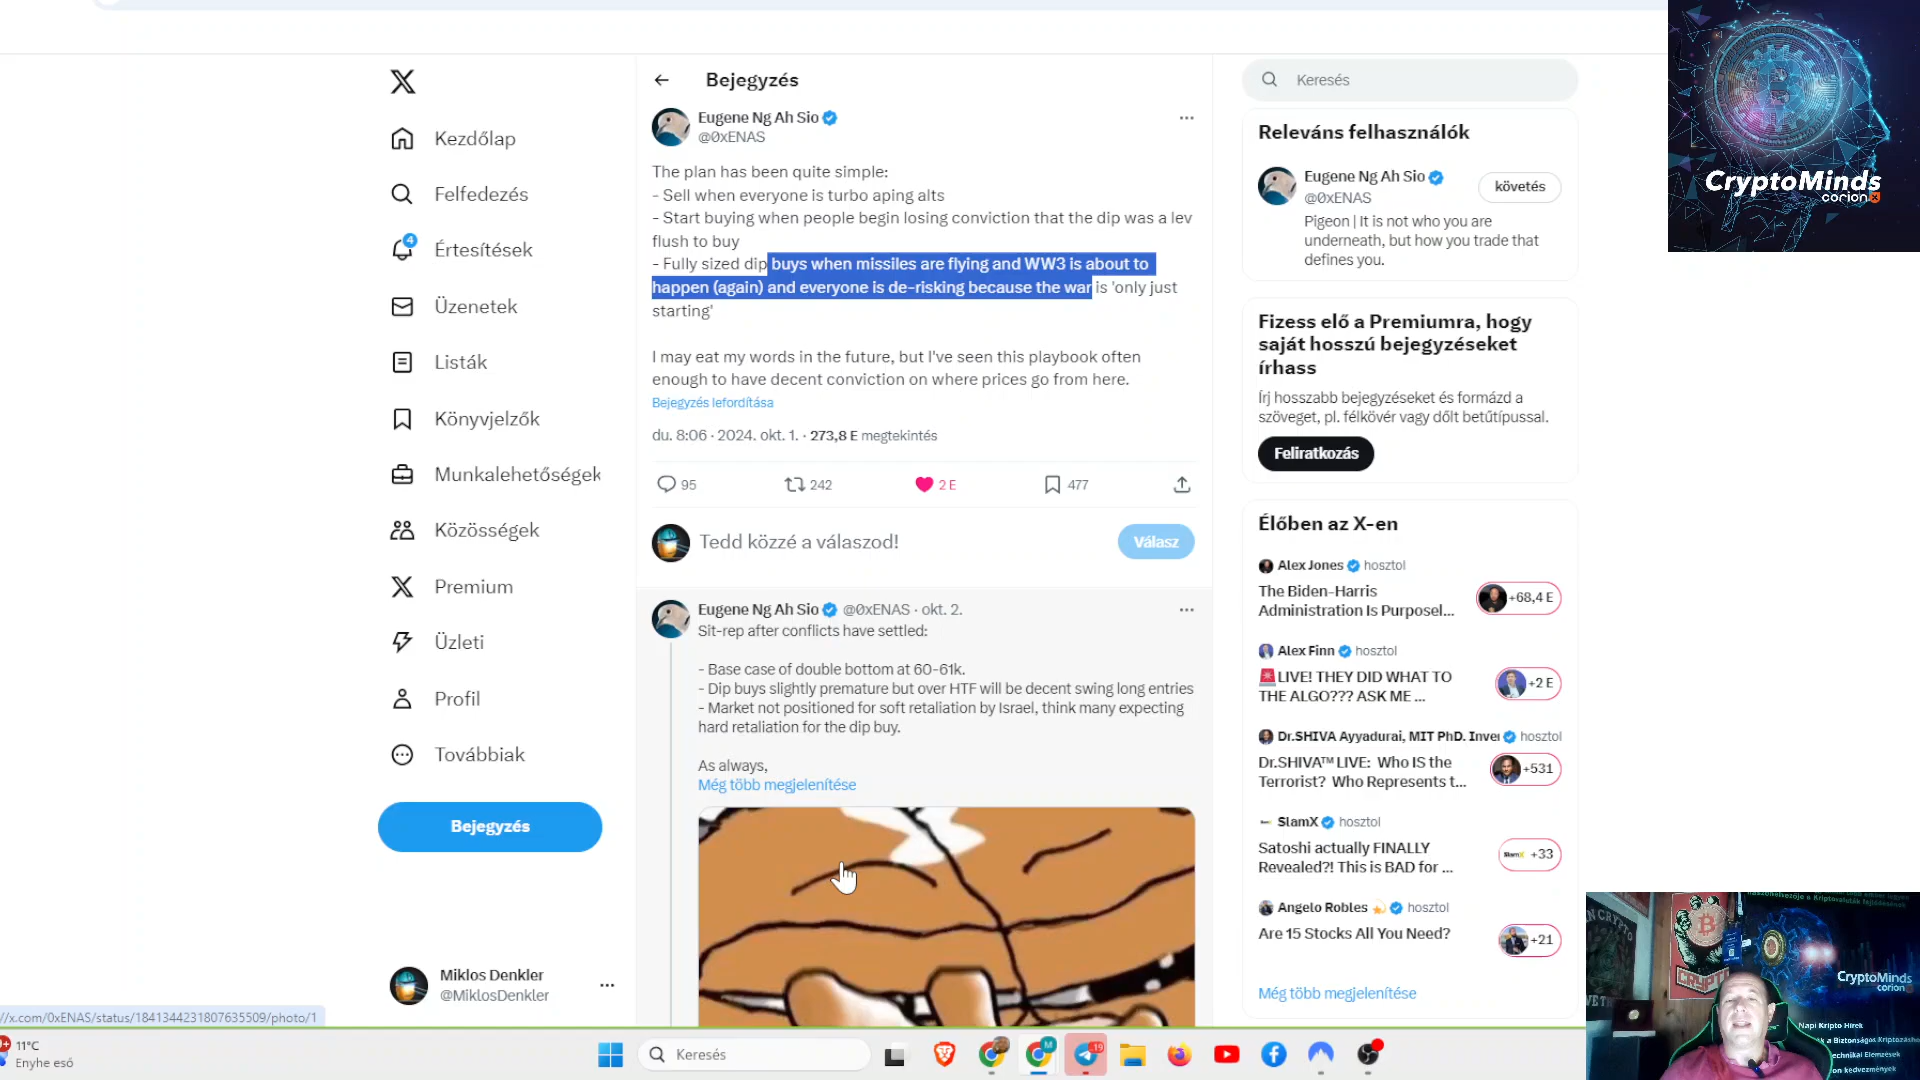 Kezdőlap
Felfedezés
4
Értesítések
Üzenetek
Listák
Könyvjelzők
Munkalehetőségek
Közösségek
Premium
Üzleti
Profil
Továbbiak
Bejegyzés
Miklos Denkler
@MiklosDenkler
Bejegyzés
Eugene Ng Ah Sio
@0xENAS
The plan has been quite simple:
- Sell when everyone is turbo aping alts
- Start buying when people begin losing conviction that the dip was a lev
flush to buy
- Fully sized dip buys when missiles are flying and WW3 is about to
happen (again) and everyone is de-risking because the war is 'only just
starting'
I may eat my words in the future, but I've seen this playbook often
enough to have decent conviction on where prices go from here.
Bejegyzés lefordítása
du. 8:06 · 2024. okt. 1. · 273,8 E megtekintés
95
242
2 E
477
Tedd közzé a válaszod!
Válasz
Eugene Ng Ah Sio @0xENAS · okt. 2.
Sit-rep after conflicts have settled:
- Base case of double bottom at 60-61k.
- Dip buys slightly premature but over HTF will be decent swing long entries
- Market not positioned for soft retaliation by Israel, think many expecting
hard retaliation for the dip buy.
As always,
Még több megjelenítése
Keresés
Releváns felhasználók
Eugene Ng Ah Sio
@0xENAS
követés
Pigeon | It is not who you are
underneath, but how you trade that
defines you.
Fizess elő a Premiumra, hogy
saját hosszú bejegyzéseket
írhass
Írj hosszabb bejegyzéseket és formázd a
szöveget, pl. félkövér vagy dőlt betűtípussal.
Feliratkozás
Élőben az X-en
Alex Jones hosztol
The Biden-Harris
Administration Is Purposel...
+68,4 E
Alex Finn hosztol
🚨LIVE! THEY DID WHAT TO
THE ALGO??? ASK ME ...
+2 E
Dr.SHIVA Ayyadurai, MIT PhD. Inve hosztol
Dr.SHIVA™ LIVE: Who IS the
Terrorist? Who Represents t...
+531
SlamX hosztol
Satoshi actually FINALLY
Revealed?! This is BAD for ...
+33
Angelo Robles hosztol
Are 15 Stocks All You Need?
+21
Még több megjelenítése
CryptoMinds
corion
CryptoMinds
corion
Napi Kripto Hírek
//x.com/0xENAS/status/1841344231807635509/photo/1
11°C
Enyhe eső
Keresés
19